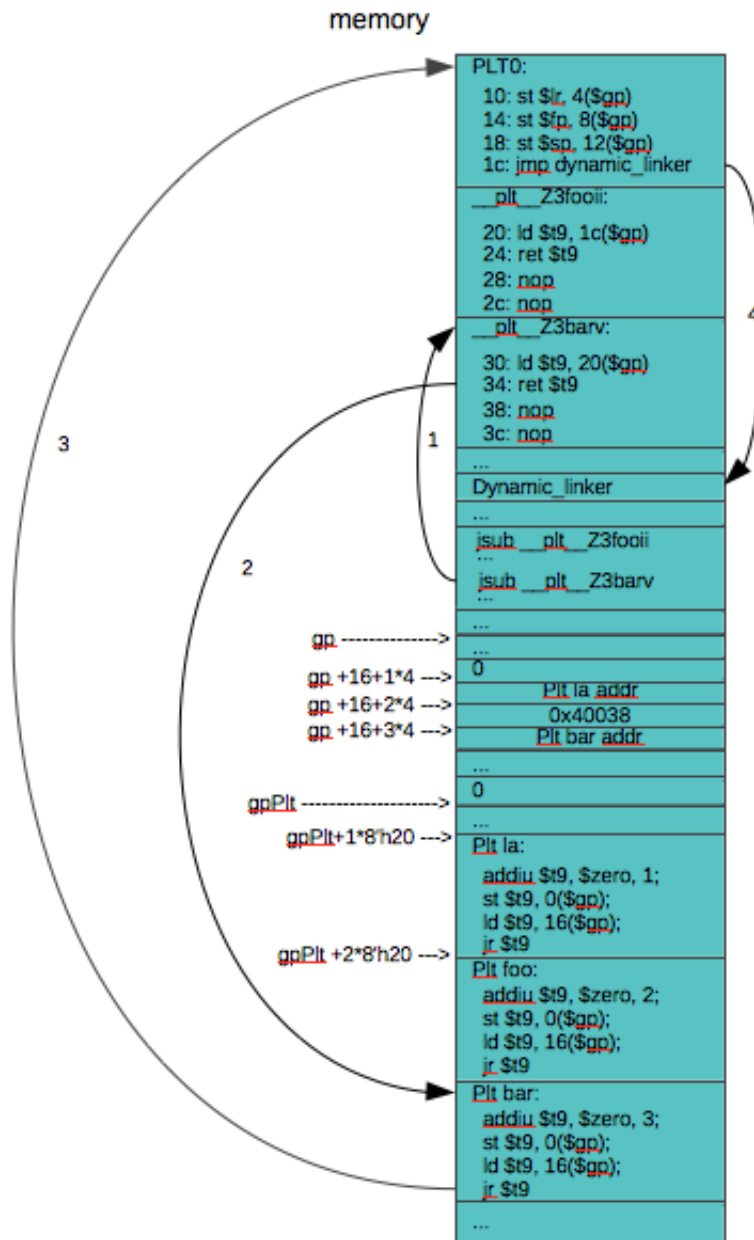 memory
PLT0:
10: st $lr, 4($gp)
14: st $fp, 8($gp)
18: st $sp, 12($gp)
1c: jmp dynamic_linker
__plt__Z3fooii:
20: ld $t9, 1c($gp)
24: ret $t9
28: nop
2c: nop
__plt__Z3barv:
30: ld $t9, 20($gp)
34: ret $t9
38: nop
3c: nop
...
Dynamic_linker
...
jsub __plt__Z3fooii
...
jsub __plt__Z3barv
...
...
gp -------------->
...
0
gp +16+1*4 --->
Plt la addr
gp +16+2*4 --->
0x40038
gp +16+3*4 --->
Plt bar addr
...
0
gpPlt ------------------->
...
gpPlt+1*8'h20 --->
Plt la:
addiu $t9, $zero, 1;
st $t9, 0($gp);
ld $t9, 16($gp);
jr $t9
gpPlt +2*8'h20 --->
Plt foo:
addiu $t9, $zero, 2;
st $t9, 0($gp);
ld $t9, 16($gp);
jr $t9
Plt bar:
addiu $t9, $zero, 3;
st $t9, 0($gp);
ld $t9, 16($gp);
jr $t9
...
1
2
3
4